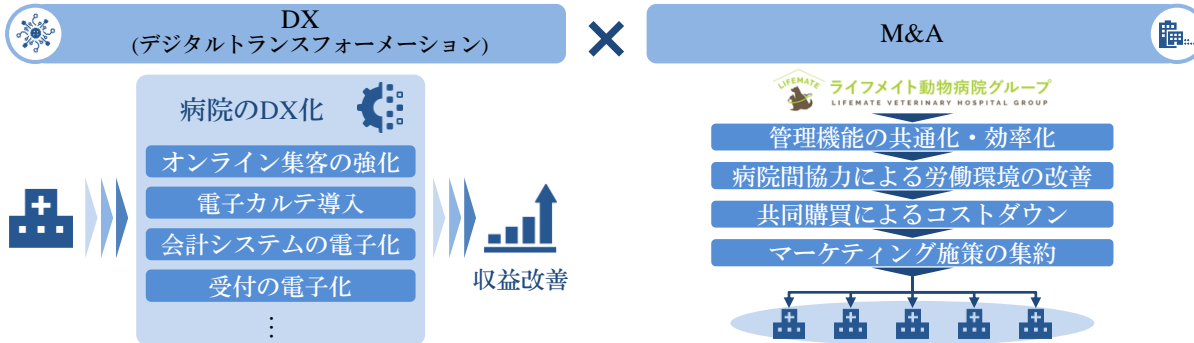 DX
(デジタルトランスフォーメーション)
病院のDX化
オンライン集客の強化
電子カルテ導入
会計システムの電子化
受付の電子化
⋮
収益改善
M&A
LIFEMATE
ライフメイト動物病院グループ
LIFEMATE VETERINARY HOSPITAL GROUP
管理機能の共通化・効率化
病院間協力による労働環境の改善
共同購買によるコストダウン
マーケティング施策の集約